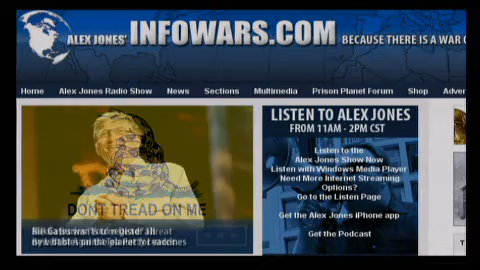 ALEX JONES' INFOWARS.COM BECAUSE THERE IS A WAR
Home Alex Jones Radio Show News Sections Multimedia Prison Planet Forum Shop
LISTEN TO ALEX JONES
FROM 11AM - 2PM CST
Listen to the
Alex Jones Show Now
Listen with Windows Media Player
Need More Internet Streaming
Options?
Go to the Listen Page
Get the Alex Jones iPhone app
Get the Podcast
DONT TREAD ON ME